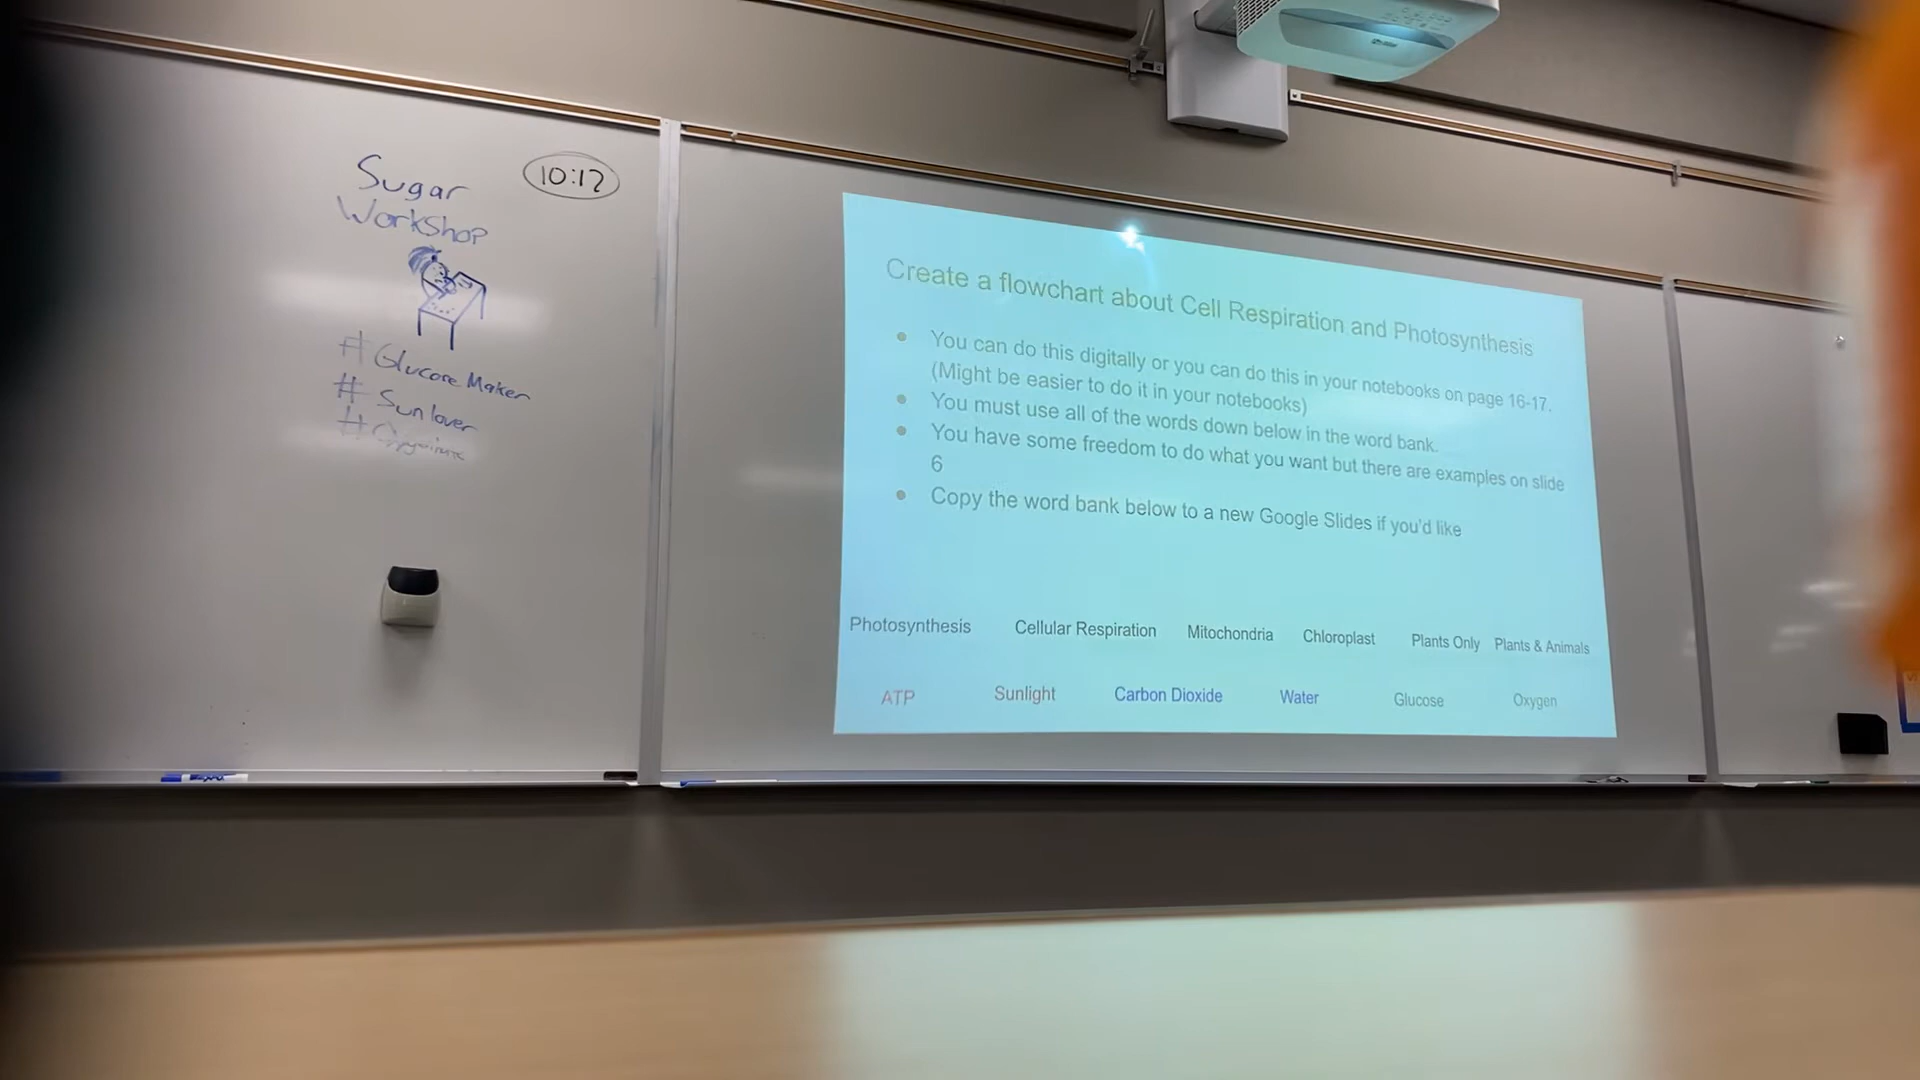 Sugar
Workshop
10:17
# Glucose Maker
# Sun lover
Create a flowchart about Cell Respiration and Photosynthesis
● You can do this digitally or you can do this in your notebooks on page 16-17.
(Might be easier to do it in your notebooks)
● You must use all of the words down below in the word bank.
● You have some freedom to do what you want but there are examples on slide
6
● Copy the word bank below to a new Google Slides if you'd like
Photosynthesis Cellular Respiration Mitochondria Chloroplast Plants Only Plants & Animals
ATP Sunlight Carbon Dioxide Water Glucose Oxygen